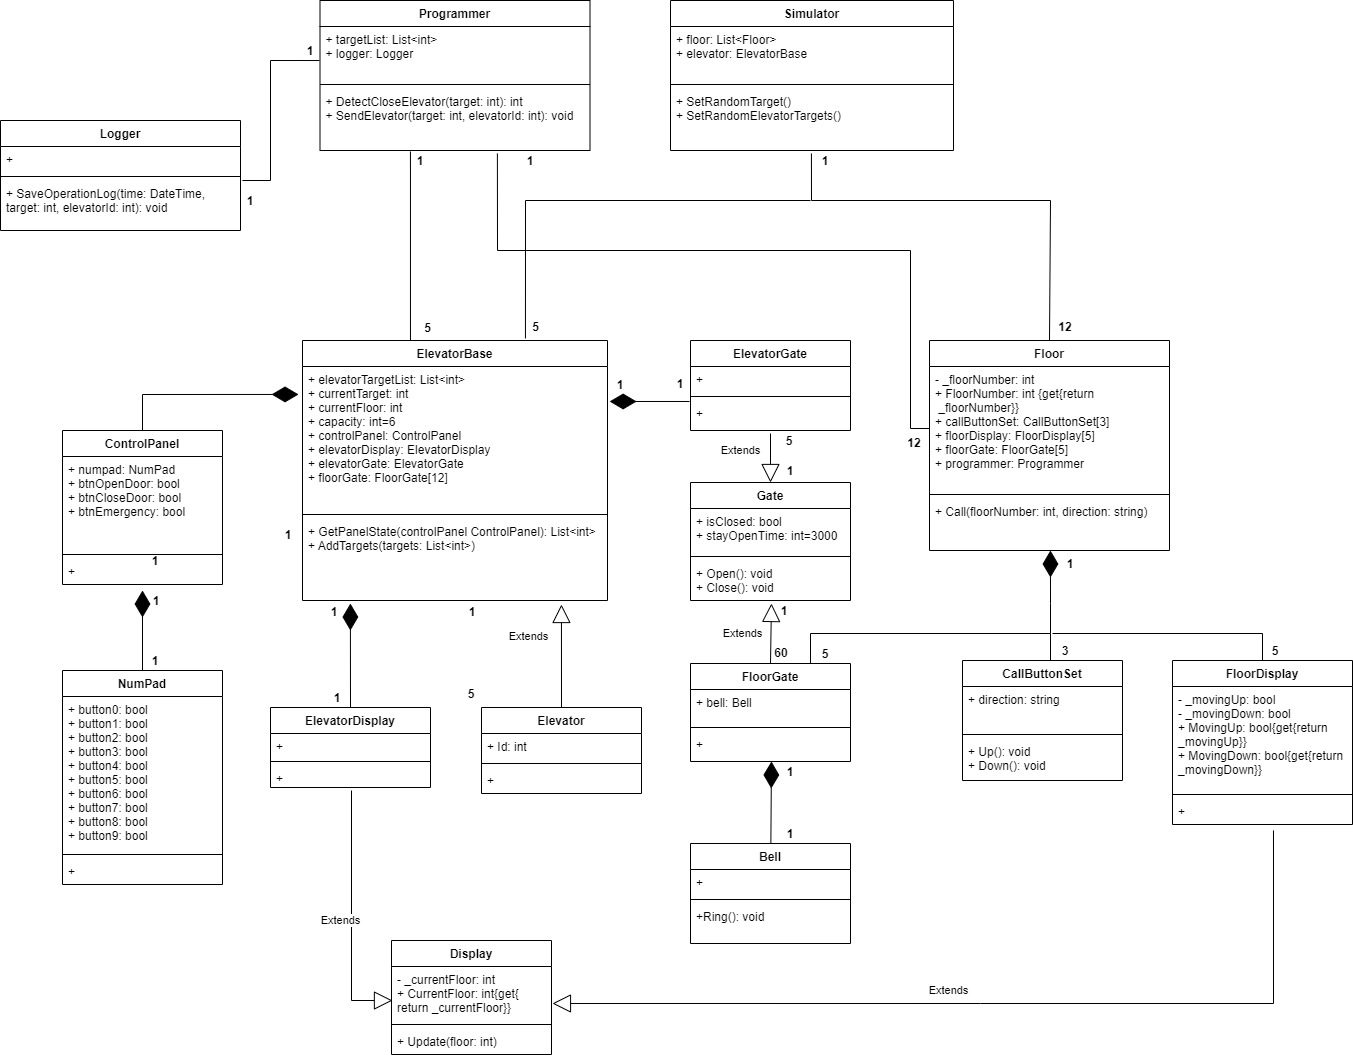 Programmer
+ targetList: List<int>
+ logger: Logger
+ DetectCloseElevator(target: int): int
+ SendElevator(target: int, elevatorId: int): void
Simulator
+ floor: List<Floor>
+ elevator: ElevatorBase
+ SetRandomTarget()
+ SetRandomElevatorTargets()
1
Logger
+
+ SaveOperationLog(time: DateTime,
target: int, elevatorId: int): void
1
1
1
1
5
5
12
ElevatorBase
+ elevatorTargetList: List<int>
+ currentTarget: int
+ currentFloor: int
+ capacity: int=6
+ controlPanel: ControlPanel
+ elevatorDisplay: ElevatorDisplay
+ elevatorGate: ElevatorGate
+ floorGate: FloorGate[12]
+ GetPanelState(controlPanel ControlPanel): List<int>
+ AddTargets(targets: List<int>)
1
1
ElevatorGate
+
+
5
Extends
1
Floor
- _floorNumber: int
+ FloorNumber: int {get{return
_floorNumber}}
+ callButtonSet: CallButtonSet[3]
+ floorDisplay: FloorDisplay[5]
+ floorGate: FloorGate[5]
+ programmer: Programmer
+ Call(floorNumber: int, direction: string)
12
ControlPanel
+ numpad: NumPad
+ btnOpenDoor: bool
+ btnCloseDoor: bool
+ btnEmergency: bool
1
+
1
1
Gate
+ isClosed: bool
+ stayOpenTime: int=3000
+ Open(): void
+ Close(): void
1
1
1
Extends
1
Extends
60
5
3
5
1
NumPad
+ button0: bool
+ button1: bool
+ button2: bool
+ button3: bool
+ button4: bool
+ button5: bool
+ button6: bool
+ button7: bool
+ button8: bool
+ button9: bool
+
1
ElevatorDisplay
+
+
5
Elevator
+ Id: int
+
FloorGate
+ bell: Bell
+
1
1
CallButtonSet
+ direction: string
+ Up(): void
+ Down(): void
FloorDisplay
- _movingUp: bool
- _movingDown: bool
+ MovingUp: bool{get{return
_movingUp}}
+ MovingDown: bool{get{return
_movingDown}}
+
Bell
+
+Ring(): void
Extends
Display
- _currentFloor: int
+ CurrentFloor: int{get{
return _currentFloor}}
+ Update(floor: int)
Extends